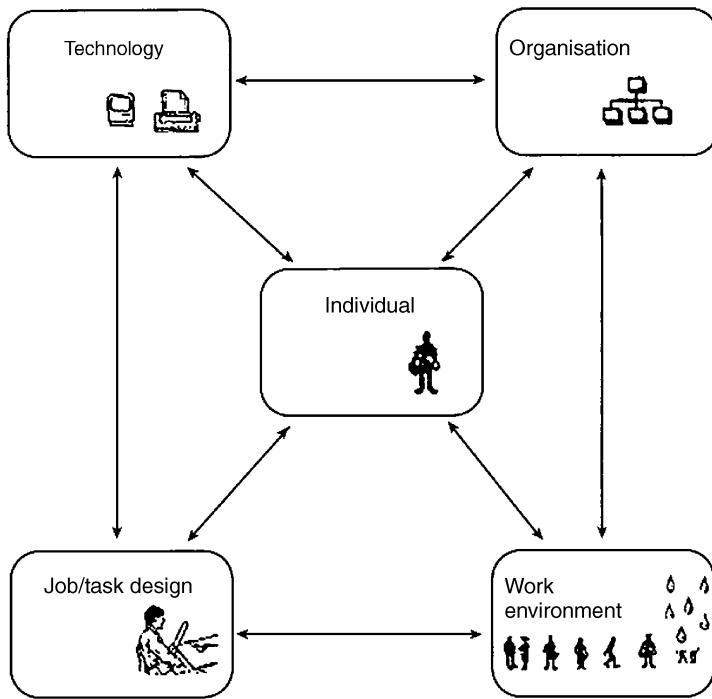 Technology
Organisation
Individual
Job/task design
Work
environment